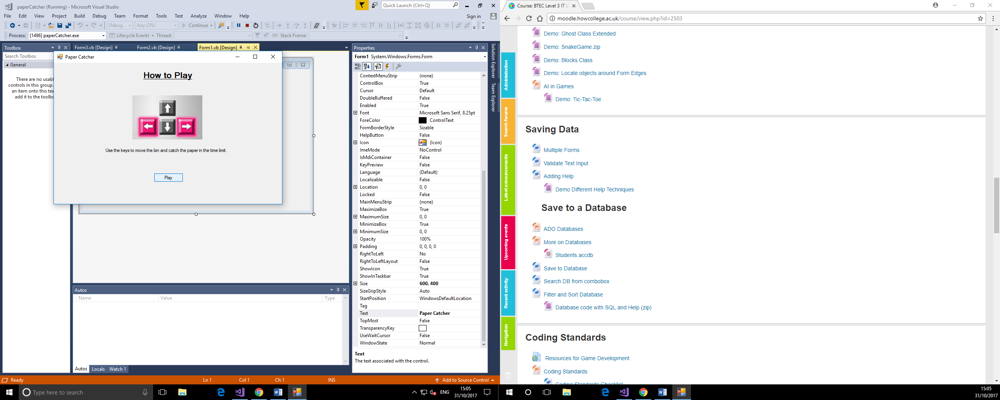 paperCatcher (Running) - Microsoft Visual Studio
Quick Launch (Ctrl+Q)
File Edit View Project Build Debug Team Format Tools Test Analyze Window Help
Sign in
Debug Any CPU Continue
Process: [1496] paperCatcher.exe Lifecycle Events Thread: Stack Frame:
Toolbox
Search Toolbox
General
There are no usabl
controls in this group.
an item onto this tex
add it to the toolbo
Form3.vb [Design] Form2.vb [Design] Form1.vb [Design]
Paper Catcher
How to Play
Use the keys to move the bin and catch the paper in the time limit.
Play
Autos
Name Value Type
Autos Locals Watch 1
Properties
Form1 System.Windows.Forms.Form
ContextMenuStrip (none)
ControlBox True
Cursor Default
DoubleBuffered False
Enabled True
Font Microsoft Sans Serif, 8.25pt
ForeColor ControlText
FormBorderStyle Sizable
HelpButton False
Icon (Icon)
ImeMode NoControl
IsMdiContainer False
KeyPreview False
Language (Default)
Localizable False
Location 0, 0
Locked False
MainMenuStrip (none)
MaximizeBox True
MaximumSize 0, 0
MinimizeBox True
MinimumSize 0, 0
Opacity 100%
Padding 0, 0, 0, 0
RightToLeft No
RightToLeftLayout False
ShowIcon True
ShowInTaskbar True
Size 600, 400
SizeGripStyle Auto
StartPosition WindowsDefaultLocation
Tag
Text Paper Catcher
TopMost False
TransparencyKey
UseWaitCursor False
WindowState Normal
Text
The text associated with the control.
Solution Explorer
Team Explorer
Ready Ln 1 Col 1 Ch 1 INS Add to Source Control
Type here to search
ENG
15:05
31/10/2017
Course: BTEC Level 3 IT U
moodle.howcollege.ac.uk/course/view.php?id=2503
Administration
Search forums
Latest announcements
Upcoming events
Recent activity
Navigation
Demo: Ghost Class Extended
Demo: SnakeGame.zip
Demo: Blocks Class
Demo: Locate objects around Form Edges
AI in Games
Demo: Tic-Tac-Toe
Saving Data
Multiple Forms
Validate Text Input
Adding Help
Demo Different Help Techniques
Save to a Database
ADO Databases
More on Databases
Students.accdb
Save to Database
Search DB from combobox
Filter and Sort Database
Database code with SQL and Help (zip)
Coding Standards
Resources for Game Development
Coding Standards
Coding Standards Checklist
15:05
31/10/2017